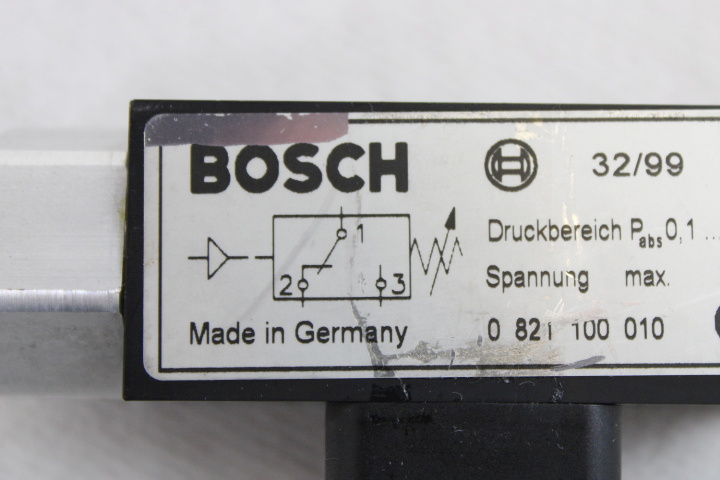 BOSCH
32/99
1
2 3
Druckbereich Pabs 0,1 ...
Spannung max.
Made in Germany
0 821 100 010